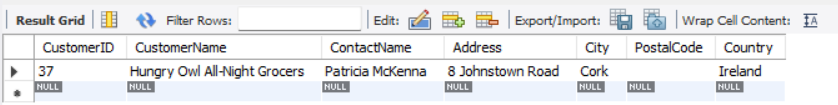 Result Grid Filter Rows: Edit: Export/Import: Wrap Cell Content: IA
CustomerID CustomerName ContactName Address City PostalCode Country
37 Hungry Owl All-Night Grocers Patricia McKenna 8 Johnstown Road Cork Ireland
NULL NULL NULL NULL NULL NULL NULL